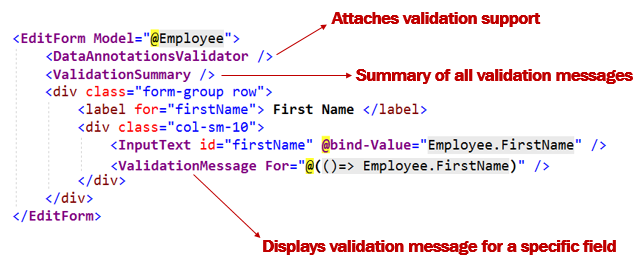 Attaches validation support
<EditForm Model="@Employee">
<DataAnnotationsValidator />
<ValidationSummary />
Summary of all validation messages
<div class="form-group row">
<label for="firstName"> First Name </label>
<div class="col-sm-10">
<InputText id="firstName" @bind-Value="Employee.FirstName" />
<ValidationMessage For="@(()=> Employee.FirstName)" />
</div>
</div>
</EditForm>
Displays validation message for a specific field